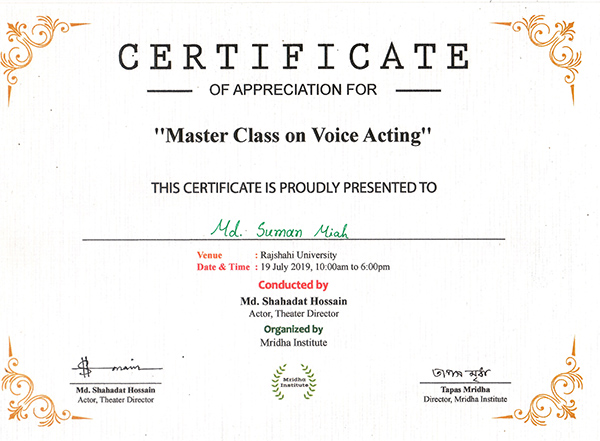 CERTIFICATE
OF APPRECIATION FOR
"Master Class on Voice Acting"
THIS CERTIFICATE IS PROUDLY PRESENTED TO
Md. Suman Miah
Venue : Rajshahi University
Date & Time : 19 July 2019, 10:00am to 6:00pm
Conducted by
Md. Shahadat Hossain
Actor, Theater Director
Organized by
Mridha Institute
Mridha
Institute
Md. Shahadat Hossain
Actor, Theater Director
তাপস মৃধা
Tapas Mridha
Director, Mridha Institute